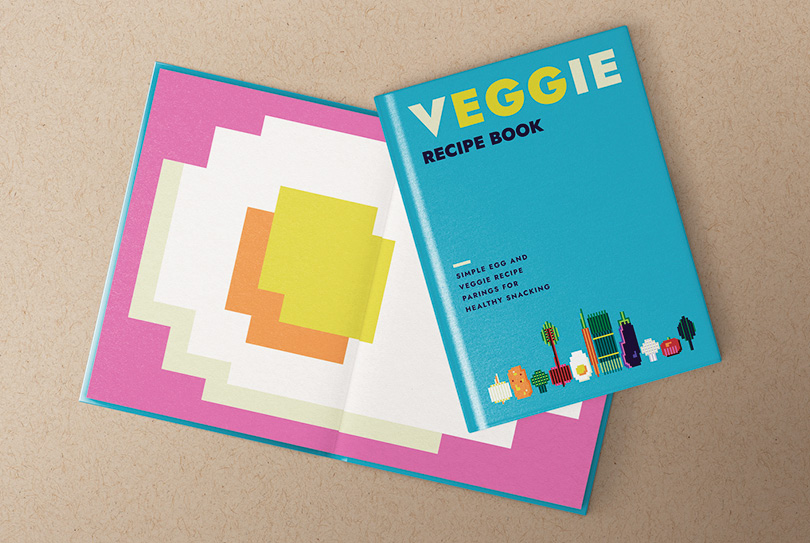 VEGGIE
RECIPE BOOK
SIMPLE EGG AND
VEGGIE RECIPE
PARINGS FOR
HEALTHY SNACKING